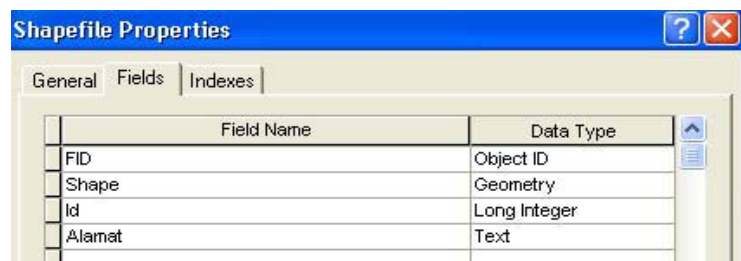 Shapefile Properties
General Fields Indexes
Field Name Data Type
FID Object ID
Shape Geometry
Id Long Integer
Alamat Text